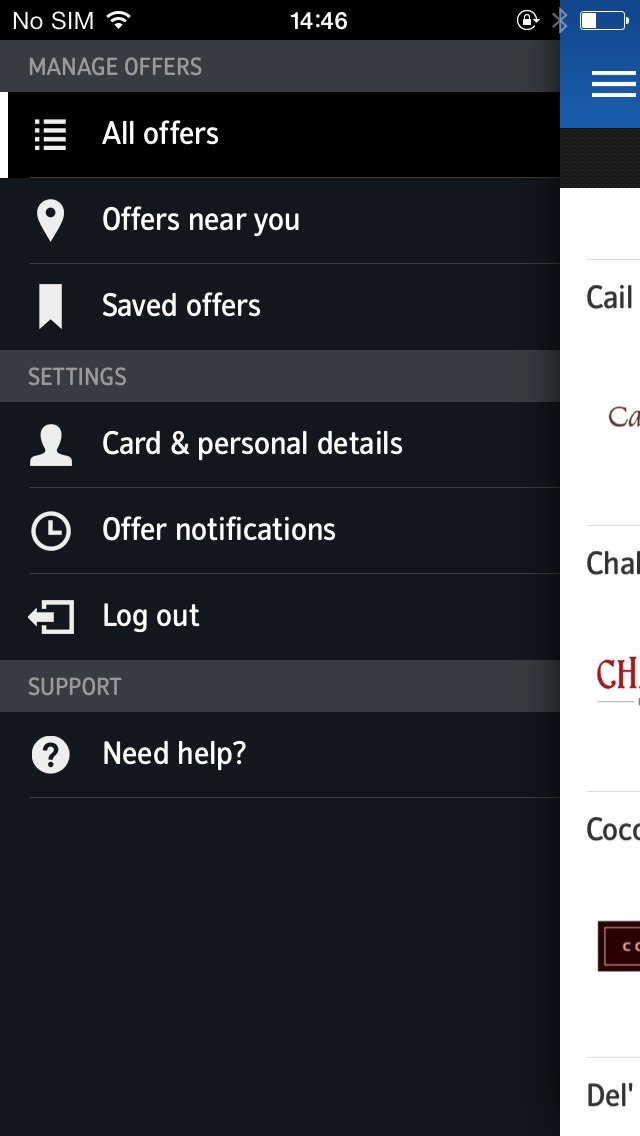 No SIM 14:46
MANAGE OFFERS
All offers
Offers near you
Saved offers
SETTINGS
Card & personal details
Offer notifications
Log out
SUPPORT
Need help?
Cail
Ca
Chal
CHA
Coco
CO
Del'